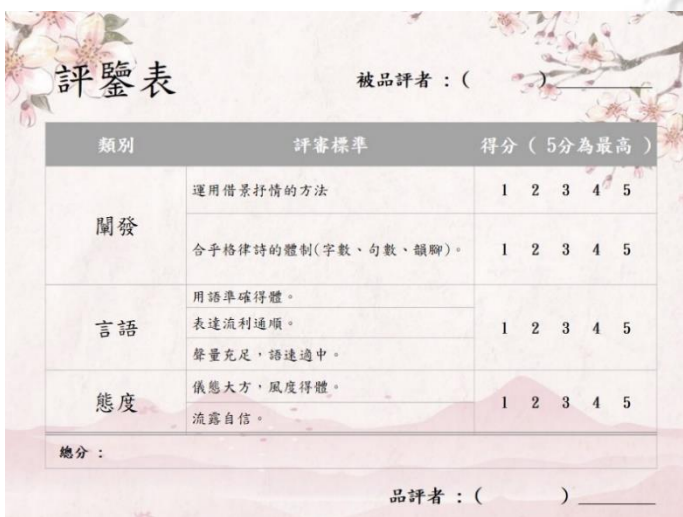 評鑒表
被品評者：(　　　　)＿＿＿＿＿
類別　評審標準　得分（ 5分為最高 ）
闡發
運用借景抒情的方法　1 2 3 4 5
合乎格律詩的體制(字數、句數、韻腳)。　1 2 3 4 5
言語
用語準確得體。
表達流利通順。　1 2 3 4 5
聲量充足，語速適中。
態度
儀態大方，風度得體。
1 2 3 4 5
流露自信。
總分：
品評者：(　　　　)＿＿＿＿